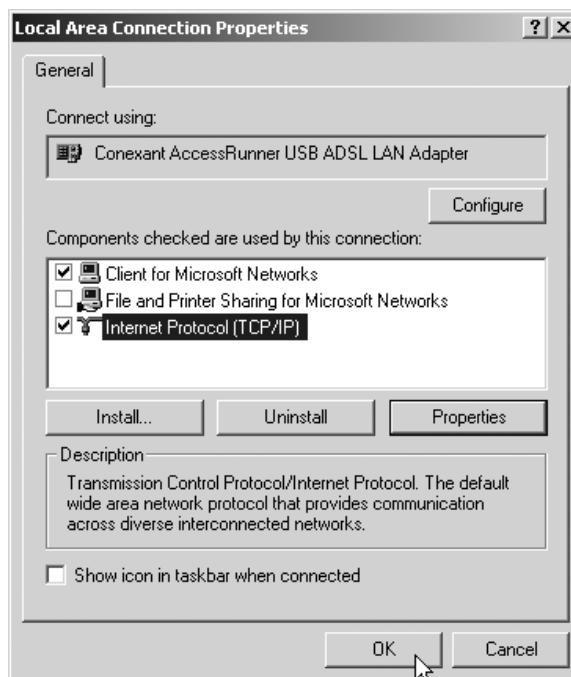 Local Area Connection Properties
General
Connect using:
Conexant AccessRunner USB ADSL LAN Adapter
Configure
Components checked are used by this connection:
Client for Microsoft Networks
File and Printer Sharing for Microsoft Networks
Internet Protocol (TCP/IP)
Install... Uninstall Properties
Description
Transmission Control Protocol/Internet Protocol. The default
wide area network protocol that provides communication
across diverse interconnected networks.
Show icon in taskbar when connected
OK Cancel